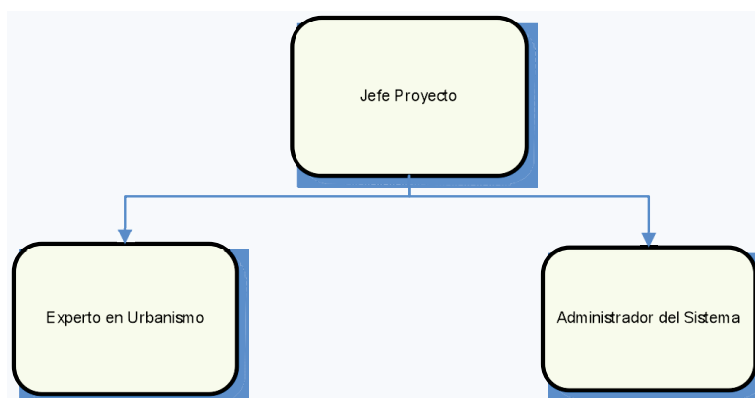 Jefe Proyecto
Experto en Urbanismo
Administrador del Sistema